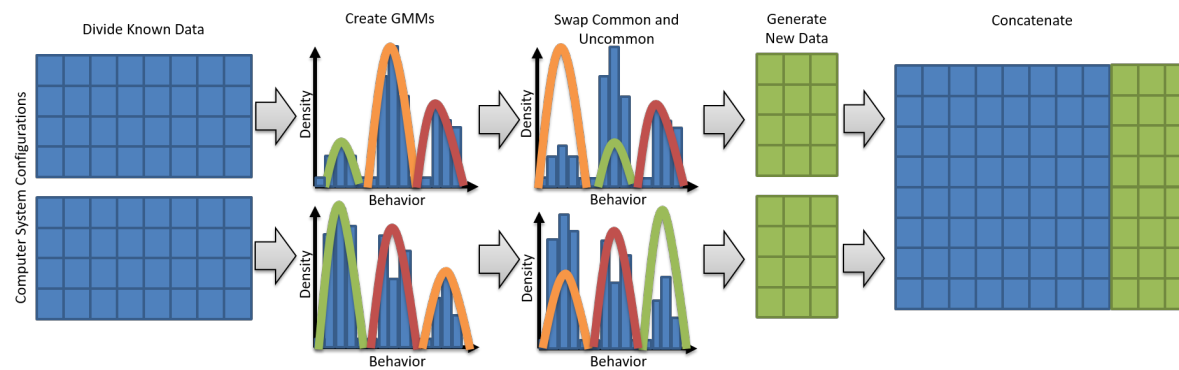 Divide Known Data
Create GMMs
Swap Common and
Uncommon
Generate
New Data
Concatenate
Computer System Configurations
Density
Behavior
Density
Behavior
Density
Behavior
Density
Behavior